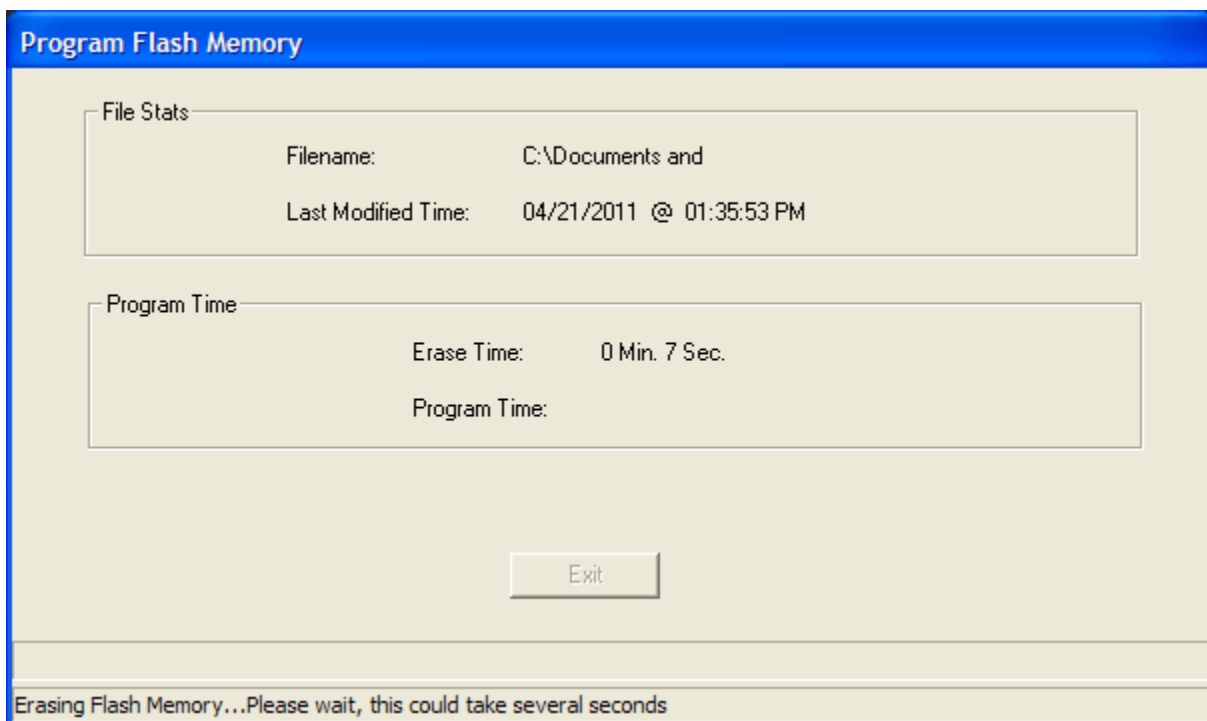 Program Flash Memory
File Stats
Filename: C:\Documents and
Last Modified Time: 04/21/2011 @ 01:35:53 PM
Program Time
Erase Time: 0 Min. 7 Sec.
Program Time:
Exit
Erasing Flash Memory...Please wait, this could take several seconds